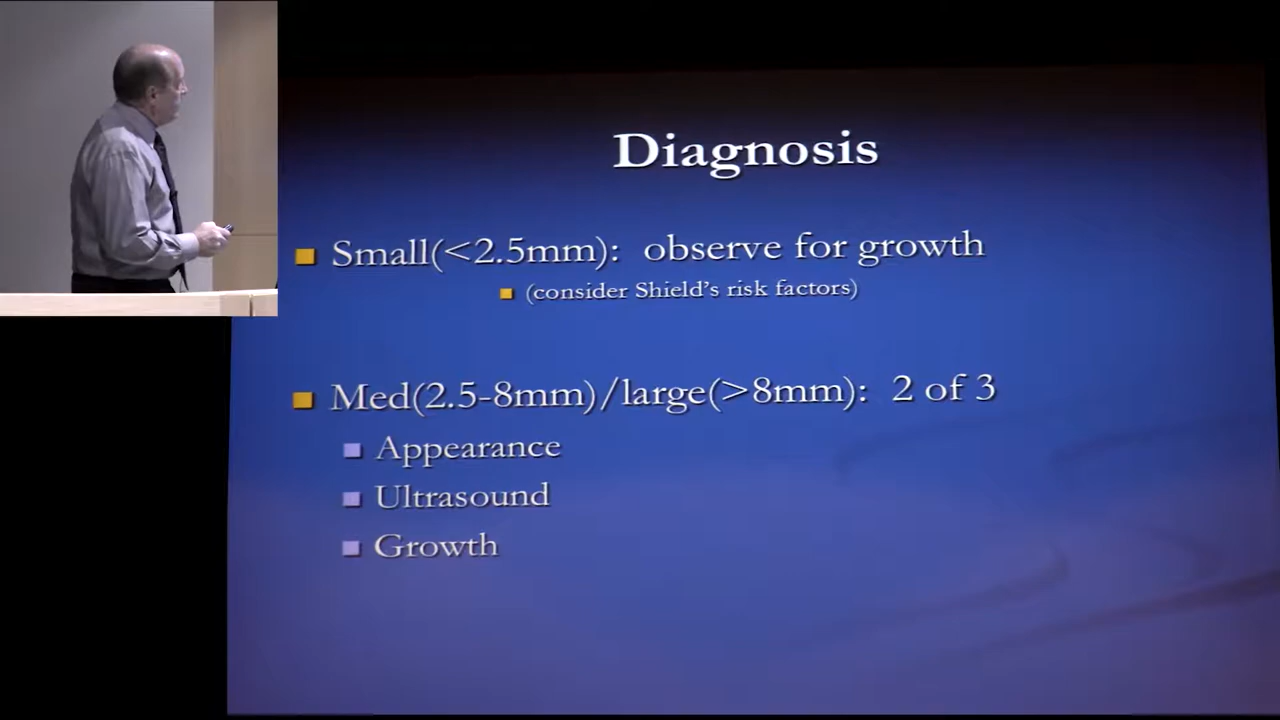 Diagnosis
Small(<2.5mm): observe for growth
(consider Shield's risk factors)
Med(2.5-8mm)/large(>8mm): 2 of 3
Appearance
Ultrasound
Growth